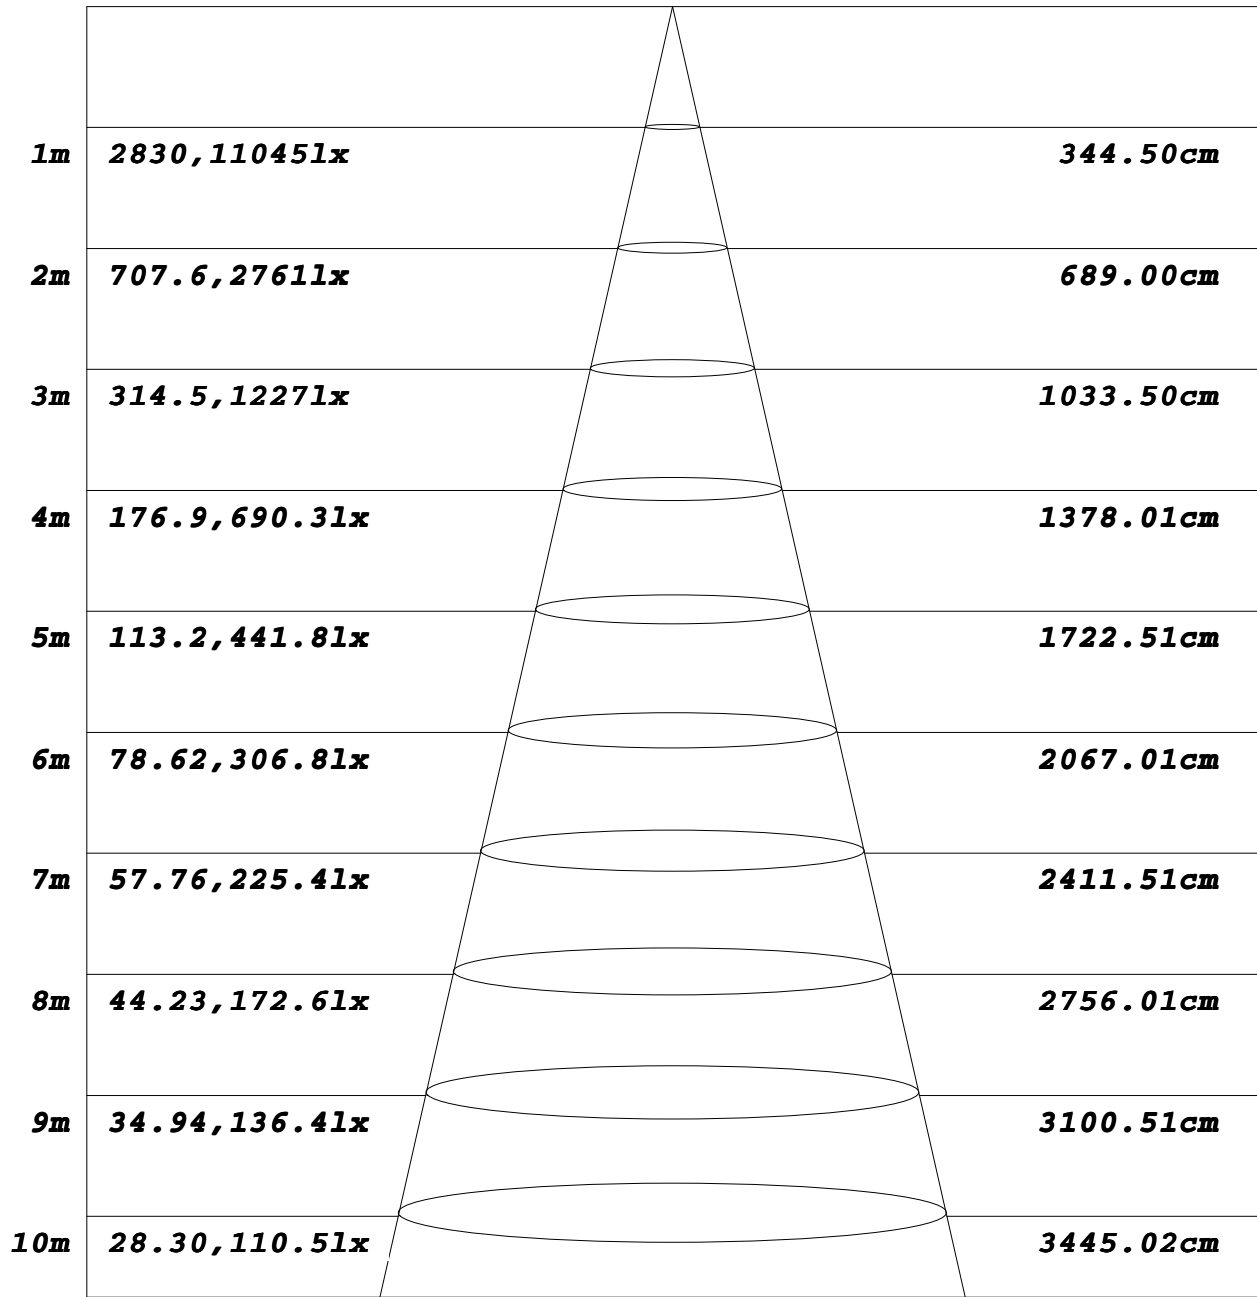 1m 2830,11045lx 344.50cm
2m 707.6,2761lx 689.00cm
3m 314.5,1227lx 1033.50cm
4m 176.9,690.3lx 1378.01cm
5m 113.2,441.8lx 1722.51cm
6m 78.62,306.8lx 2067.01cm
7m 57.76,225.4lx 2411.51cm
8m 44.23,172.6lx 2756.01cm
9m 34.94,136.4lx 3100.51cm
10m 28.30,110.5lx 3445.02cm